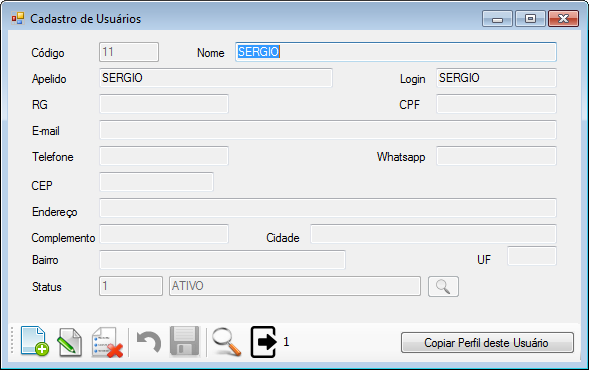 Cadastro de Usuários
Código 11 Nome SERGIO
Apelido SERGIO Login SERGIO
RG CPF
E-mail
Telefone Whatsapp
CEP
Endereço
Complemento Cidade
Bairro UF
Status 1 ATIVO
1 Copiar Perfil deste Usuário